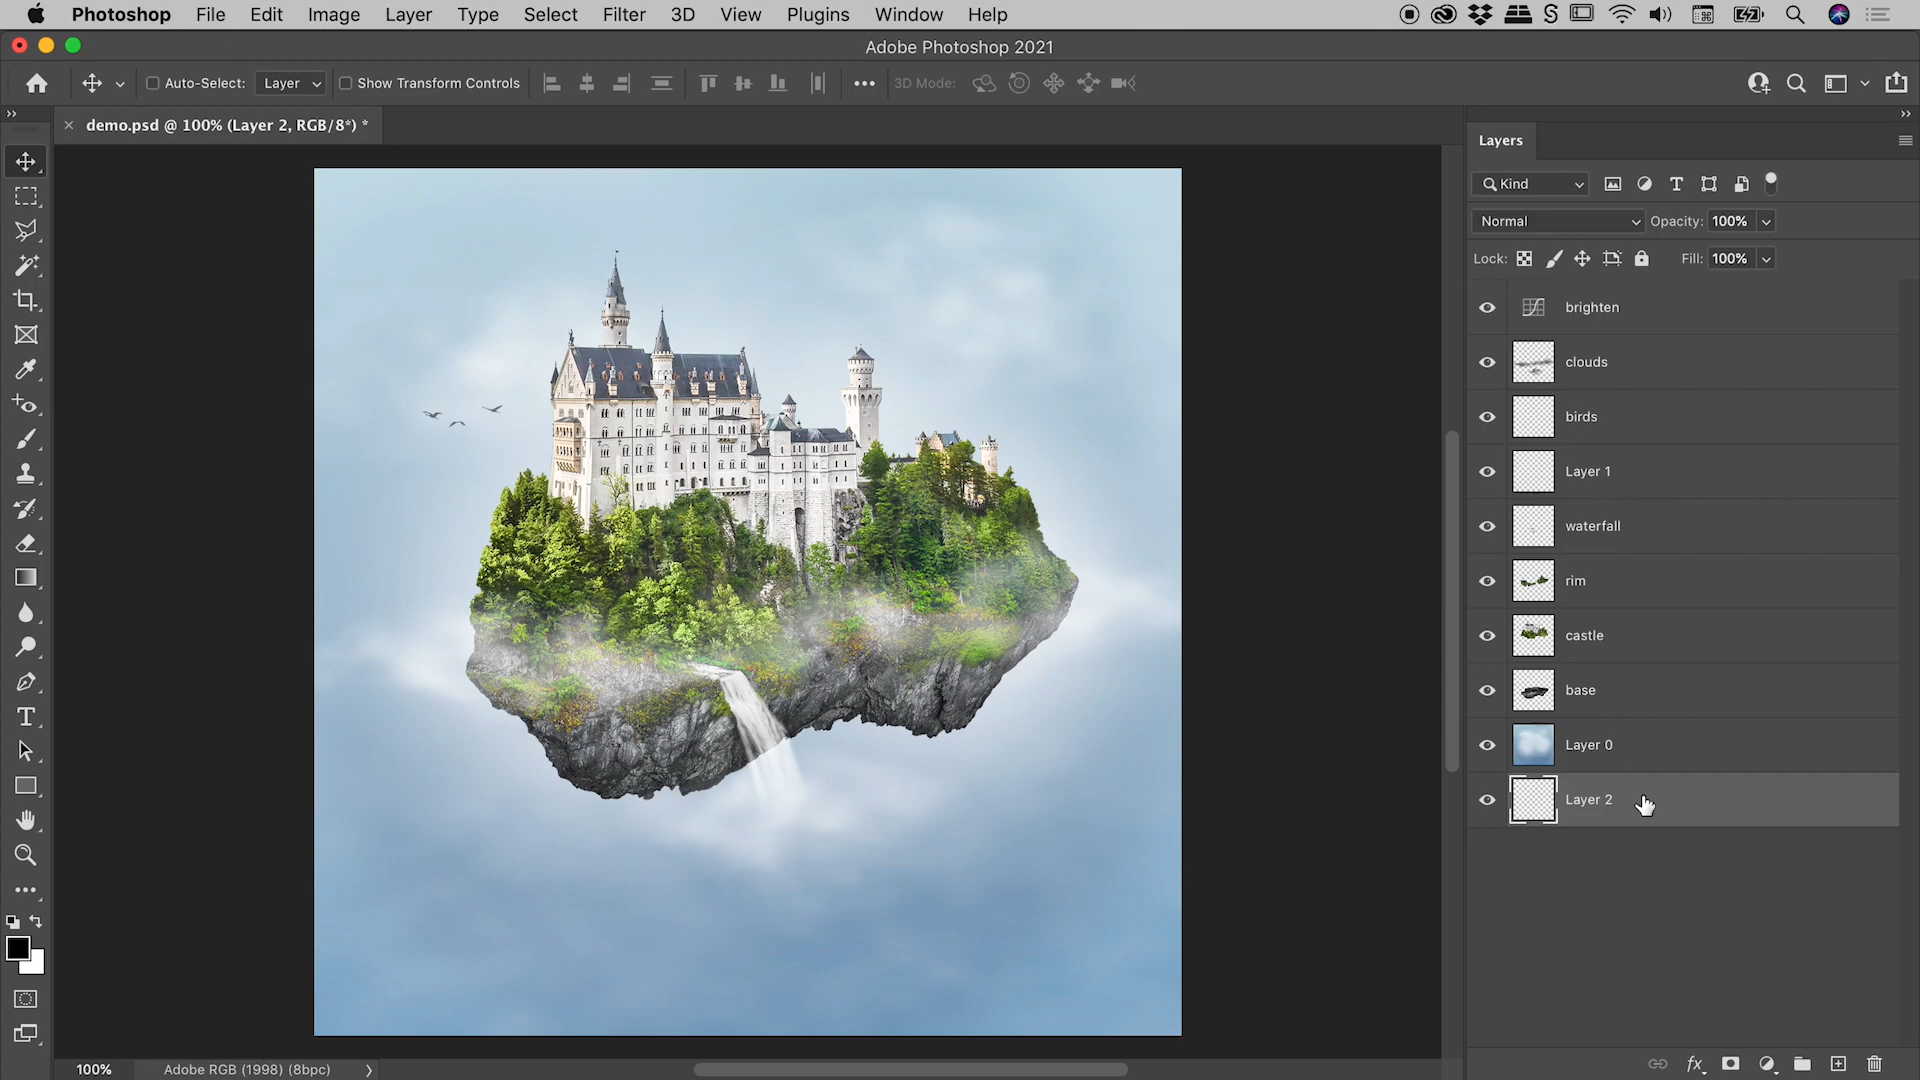 Photoshop File Edit Image Layer Type Select Filter 3D View Plugins Window Help
Adobe Photoshop 2021
Auto-Select: Layer Show Transform Controls 3D Mode:
demo.psd @ 100% (Layer 2, RGB/8*) *
Layers
Kind
Normal Opacity: 100%
Lock: Fill: 100%
brighten
clouds
birds
Layer 1
waterfall
rim
castle
base
Layer 0
Layer 2
100% Adobe RGB (1998) (8bpc)